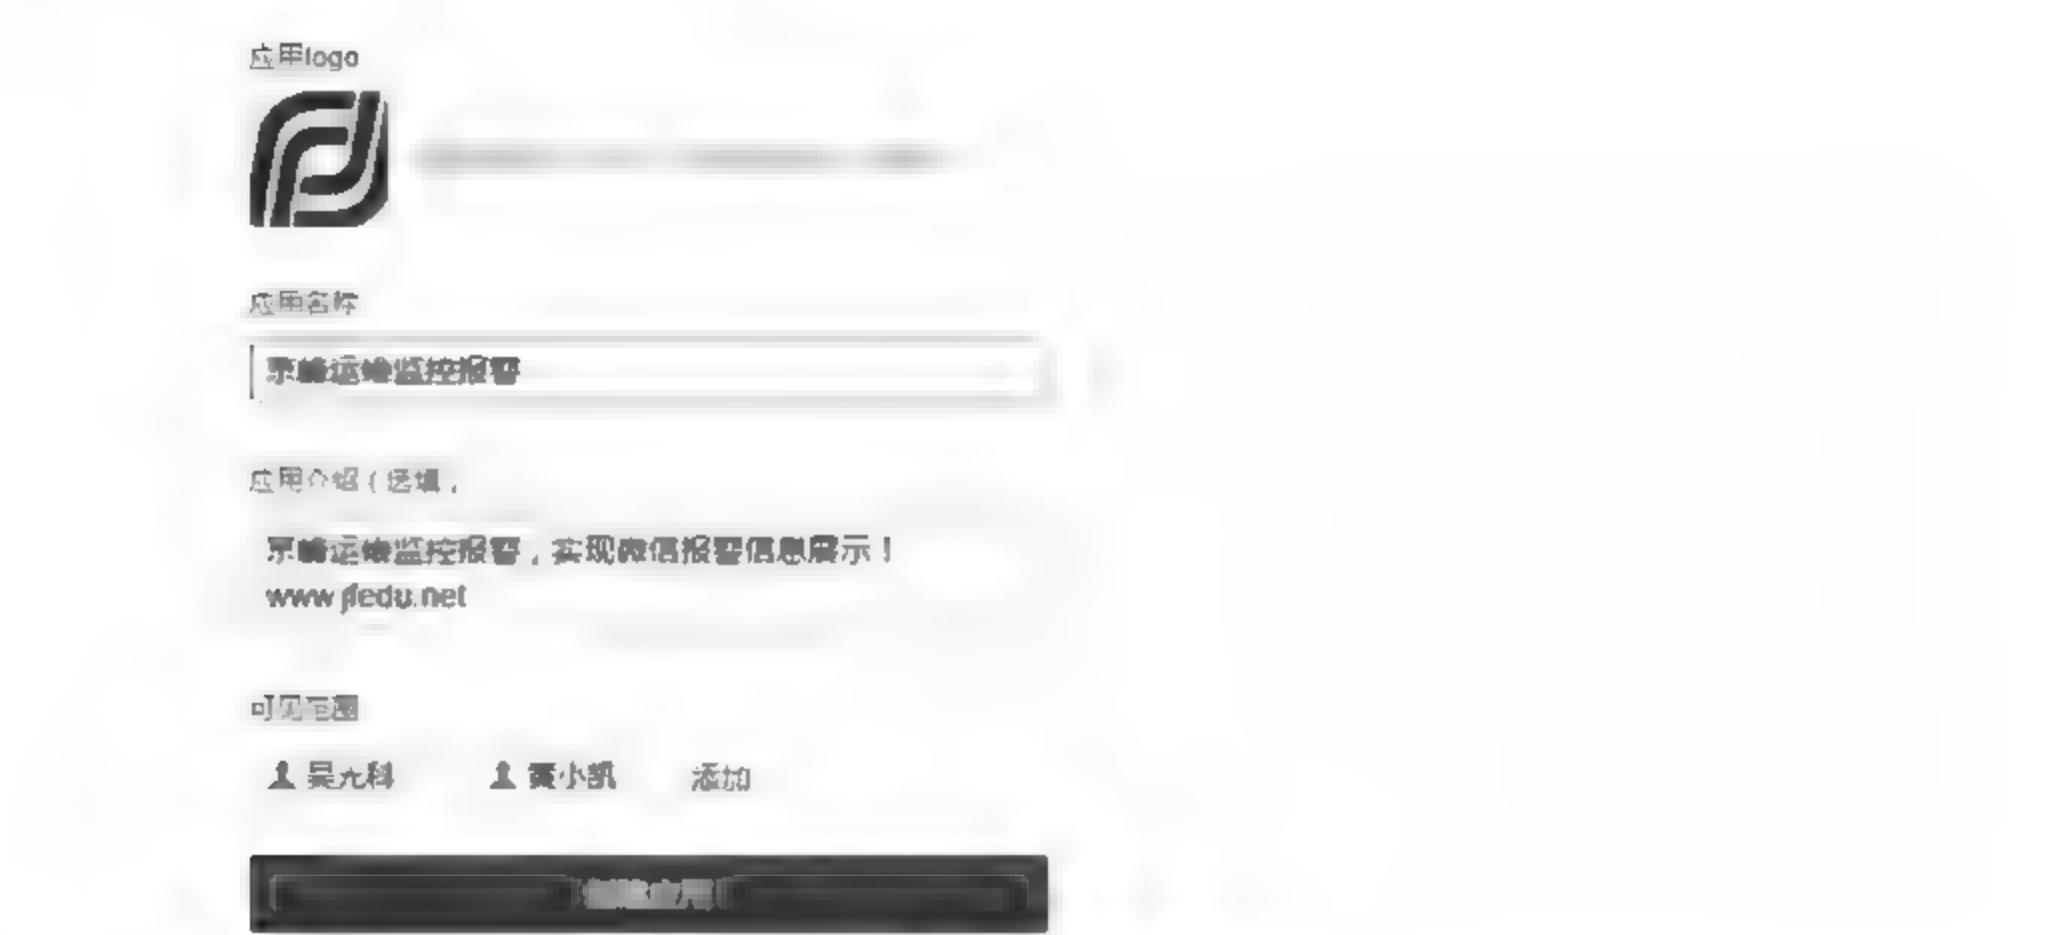 应用logo
应用名称
京峰运维监控报警
应用介绍（选填）
京峰运维监控报警，实现微信报警信息展示！
www.jfedu.net
可见范围
吴光科 黄小凯 添加